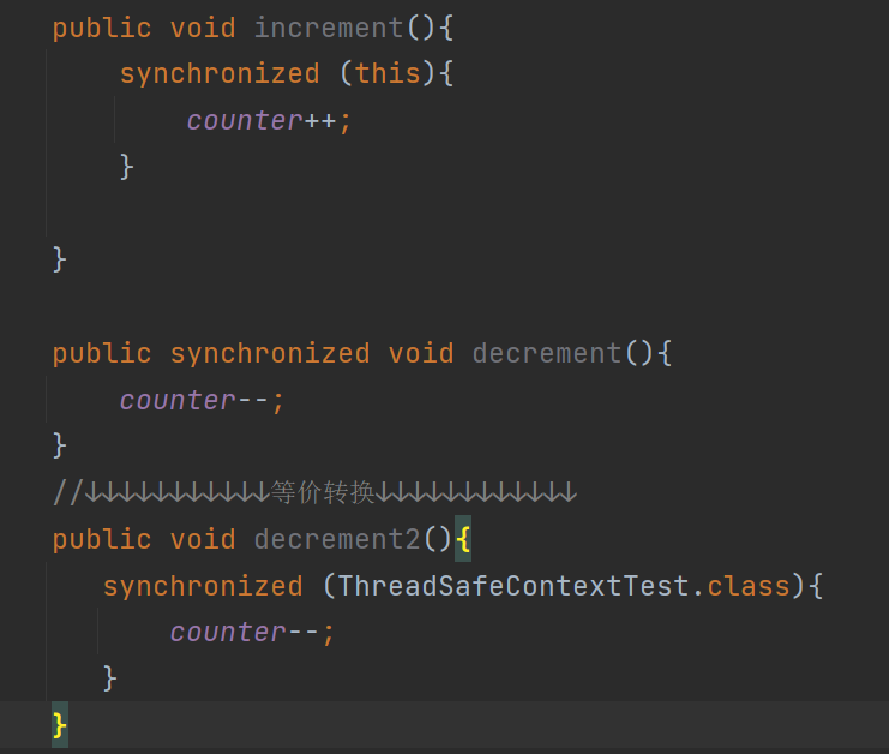 public void increment(){
synchronized (this){
counter++;
}
}
public synchronized void decrement(){
counter--;
}
//↓↓↓↓↓↓↓↓↓↓↓等价转换↓↓↓↓↓↓↓↓↓↓↓↓
public void decrement2(){
synchronized (ThreadSafeContextTest.class){
counter--;
}
}